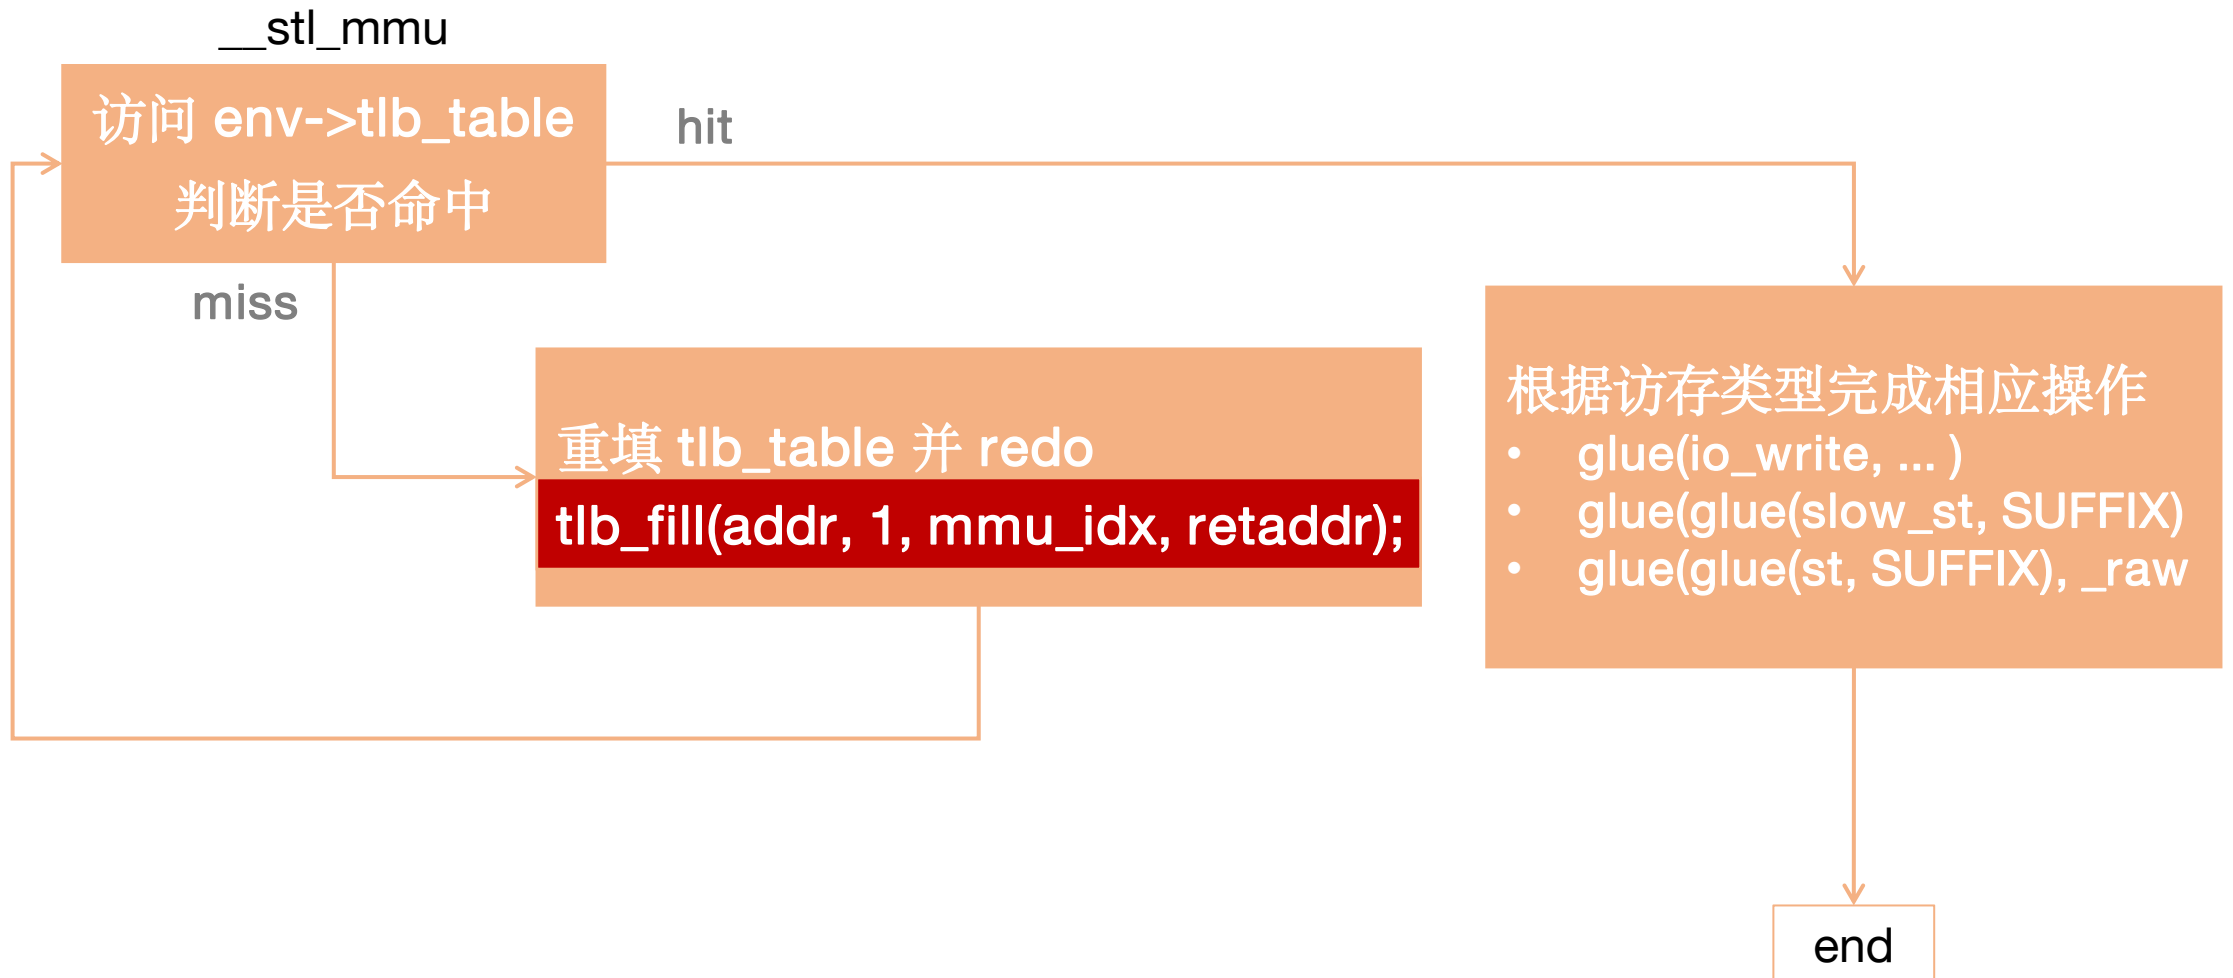 __stl_mmu
访问 env->tlb_table
判断是否命中
hit
miss
重填 tlb_table 并 redo
tlb_fill(addr, 1, mmu_idx, retaddr);
根据访存类型完成相应操作
• glue(io_write, ... )
• glue(glue(slow_st, SUFFIX)
• glue(glue(st, SUFFIX), _raw
end